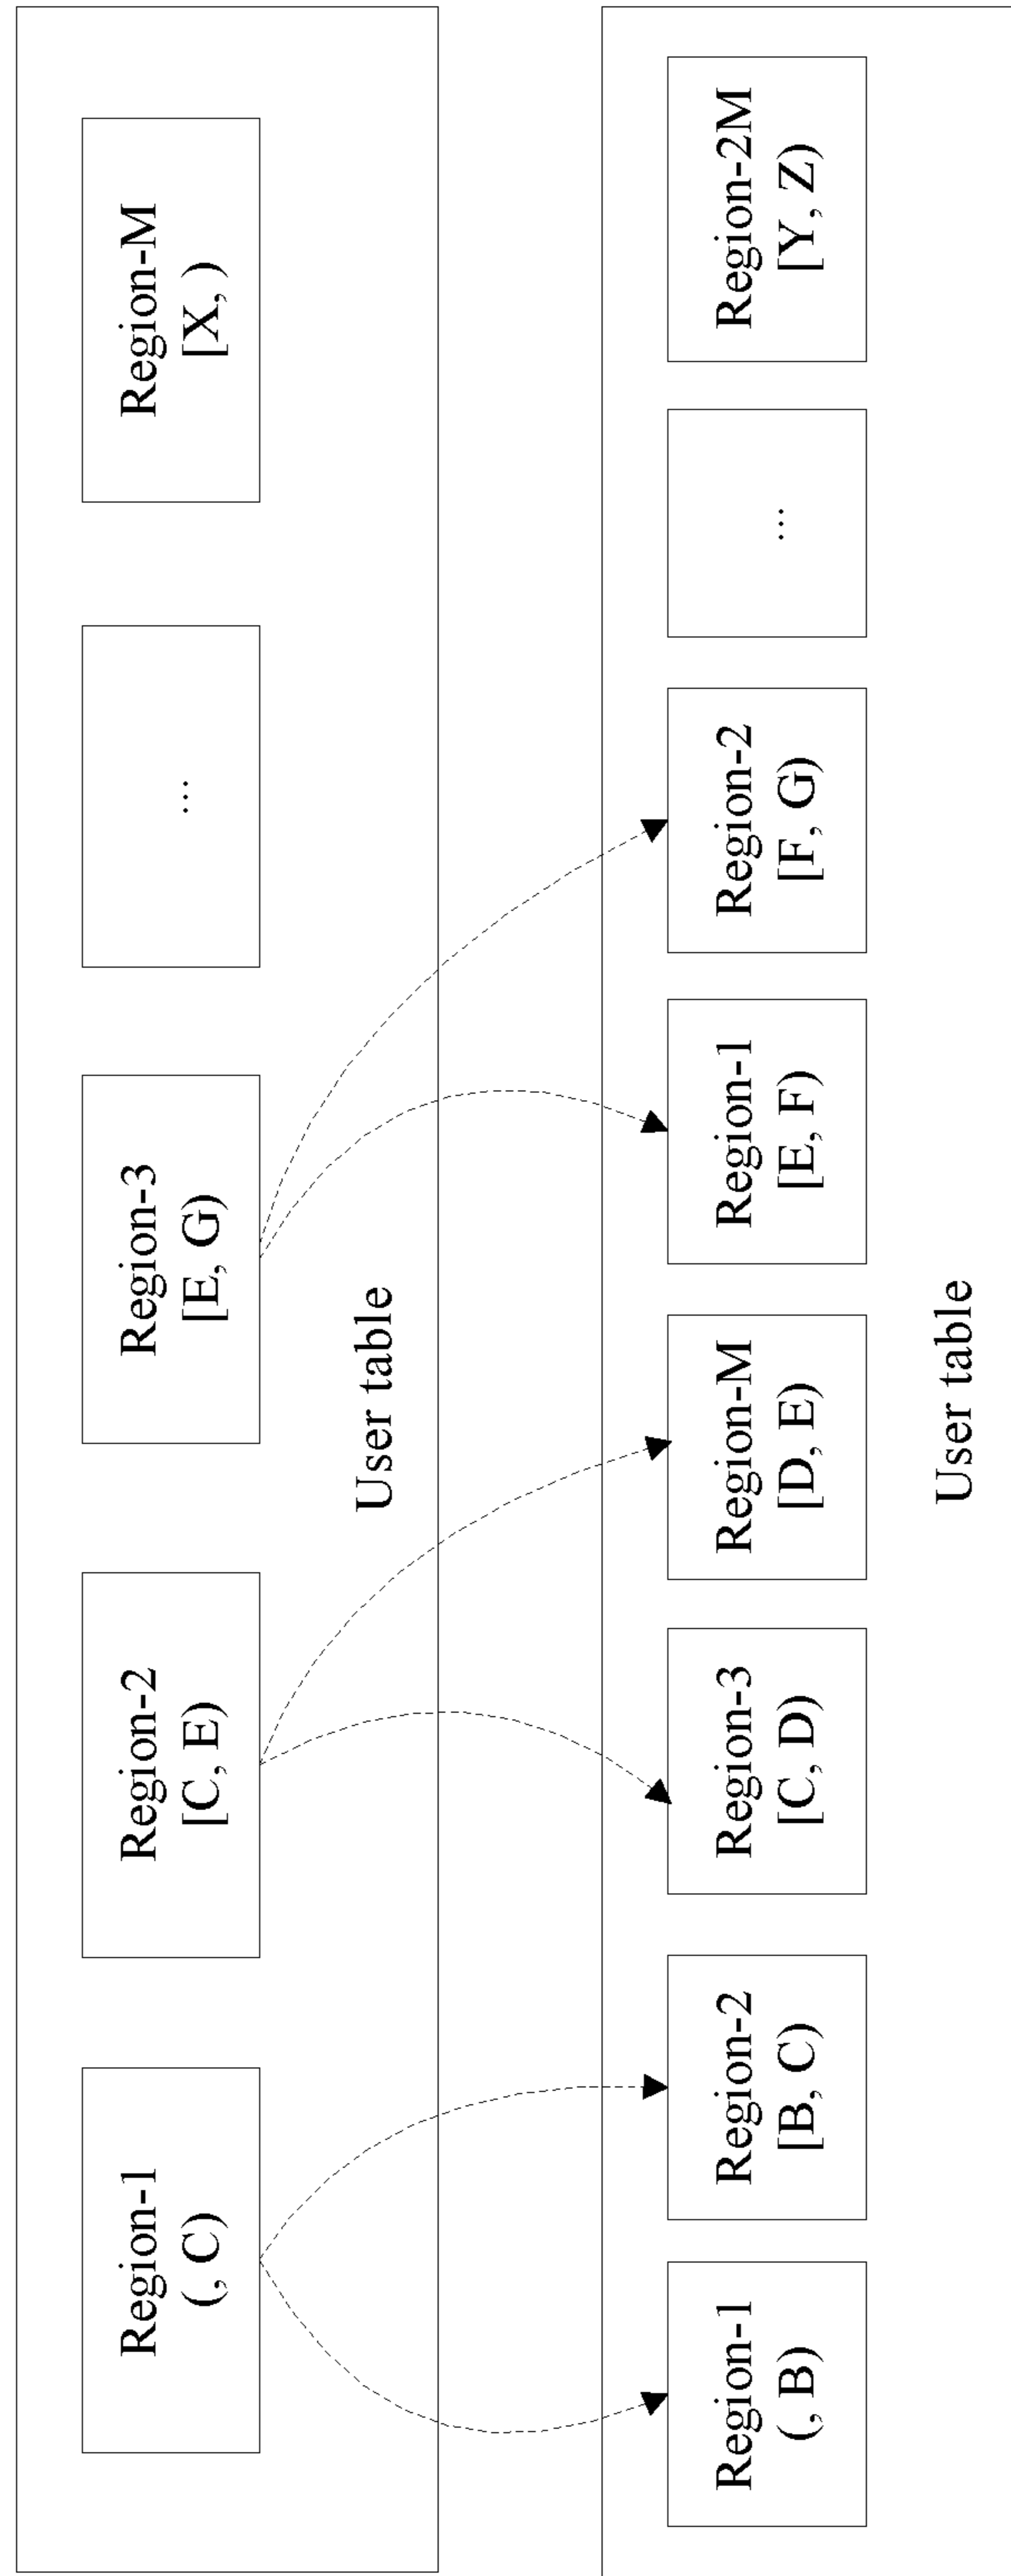 Region-1
(, C)
Region-2
[C, E)
Region-3
[E, G)
...
Region-M
[X, )
User table
Region-1
(, B)
Region-2
[B, C)
Region-3
[C, D)
Region-M
[D, E)
Region-1
[E, F)
Region-2
[F, G)
...
Region-2M
[Y, Z)
User table